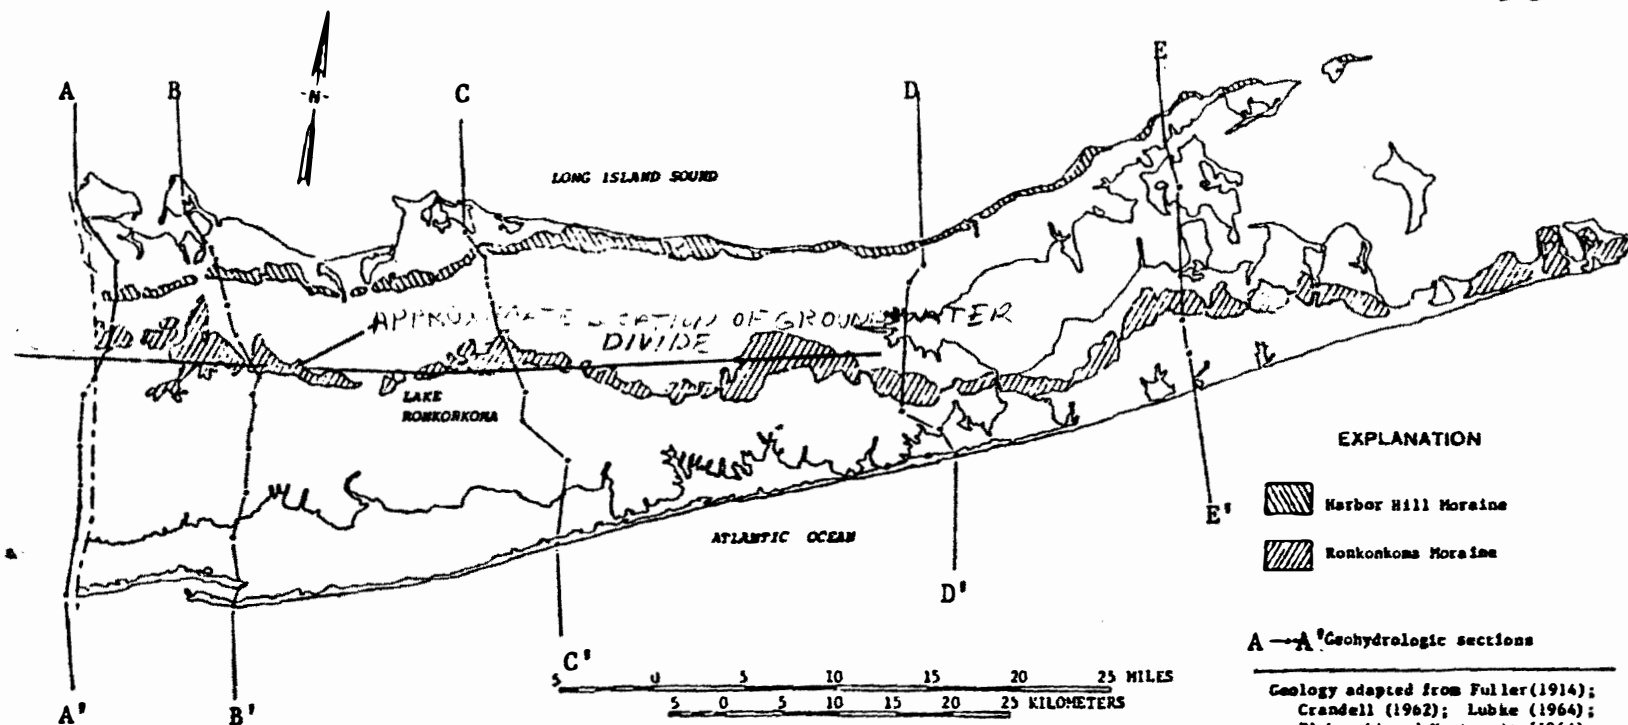 A
B
C
D
E
-N-
LONG ISLAND SOUND
APPROXIMATE LOCATION OF GROUND WATER
DIVIDE
LAKE
RONKONKOMA
ATLANTIC OCEAN
EXPLANATION
Harbor Hill Moraine
Ronkonkoma Moraine
E'
D'
C'
A'
B'
A A' Geohydrologic sections
5 0 5 10 15 20 25 MILES
5 0 5 10 15 20 25 KILOMETERS
Geology adapted from Fuller (1914);
Crandell (1962); Lubke (1964);